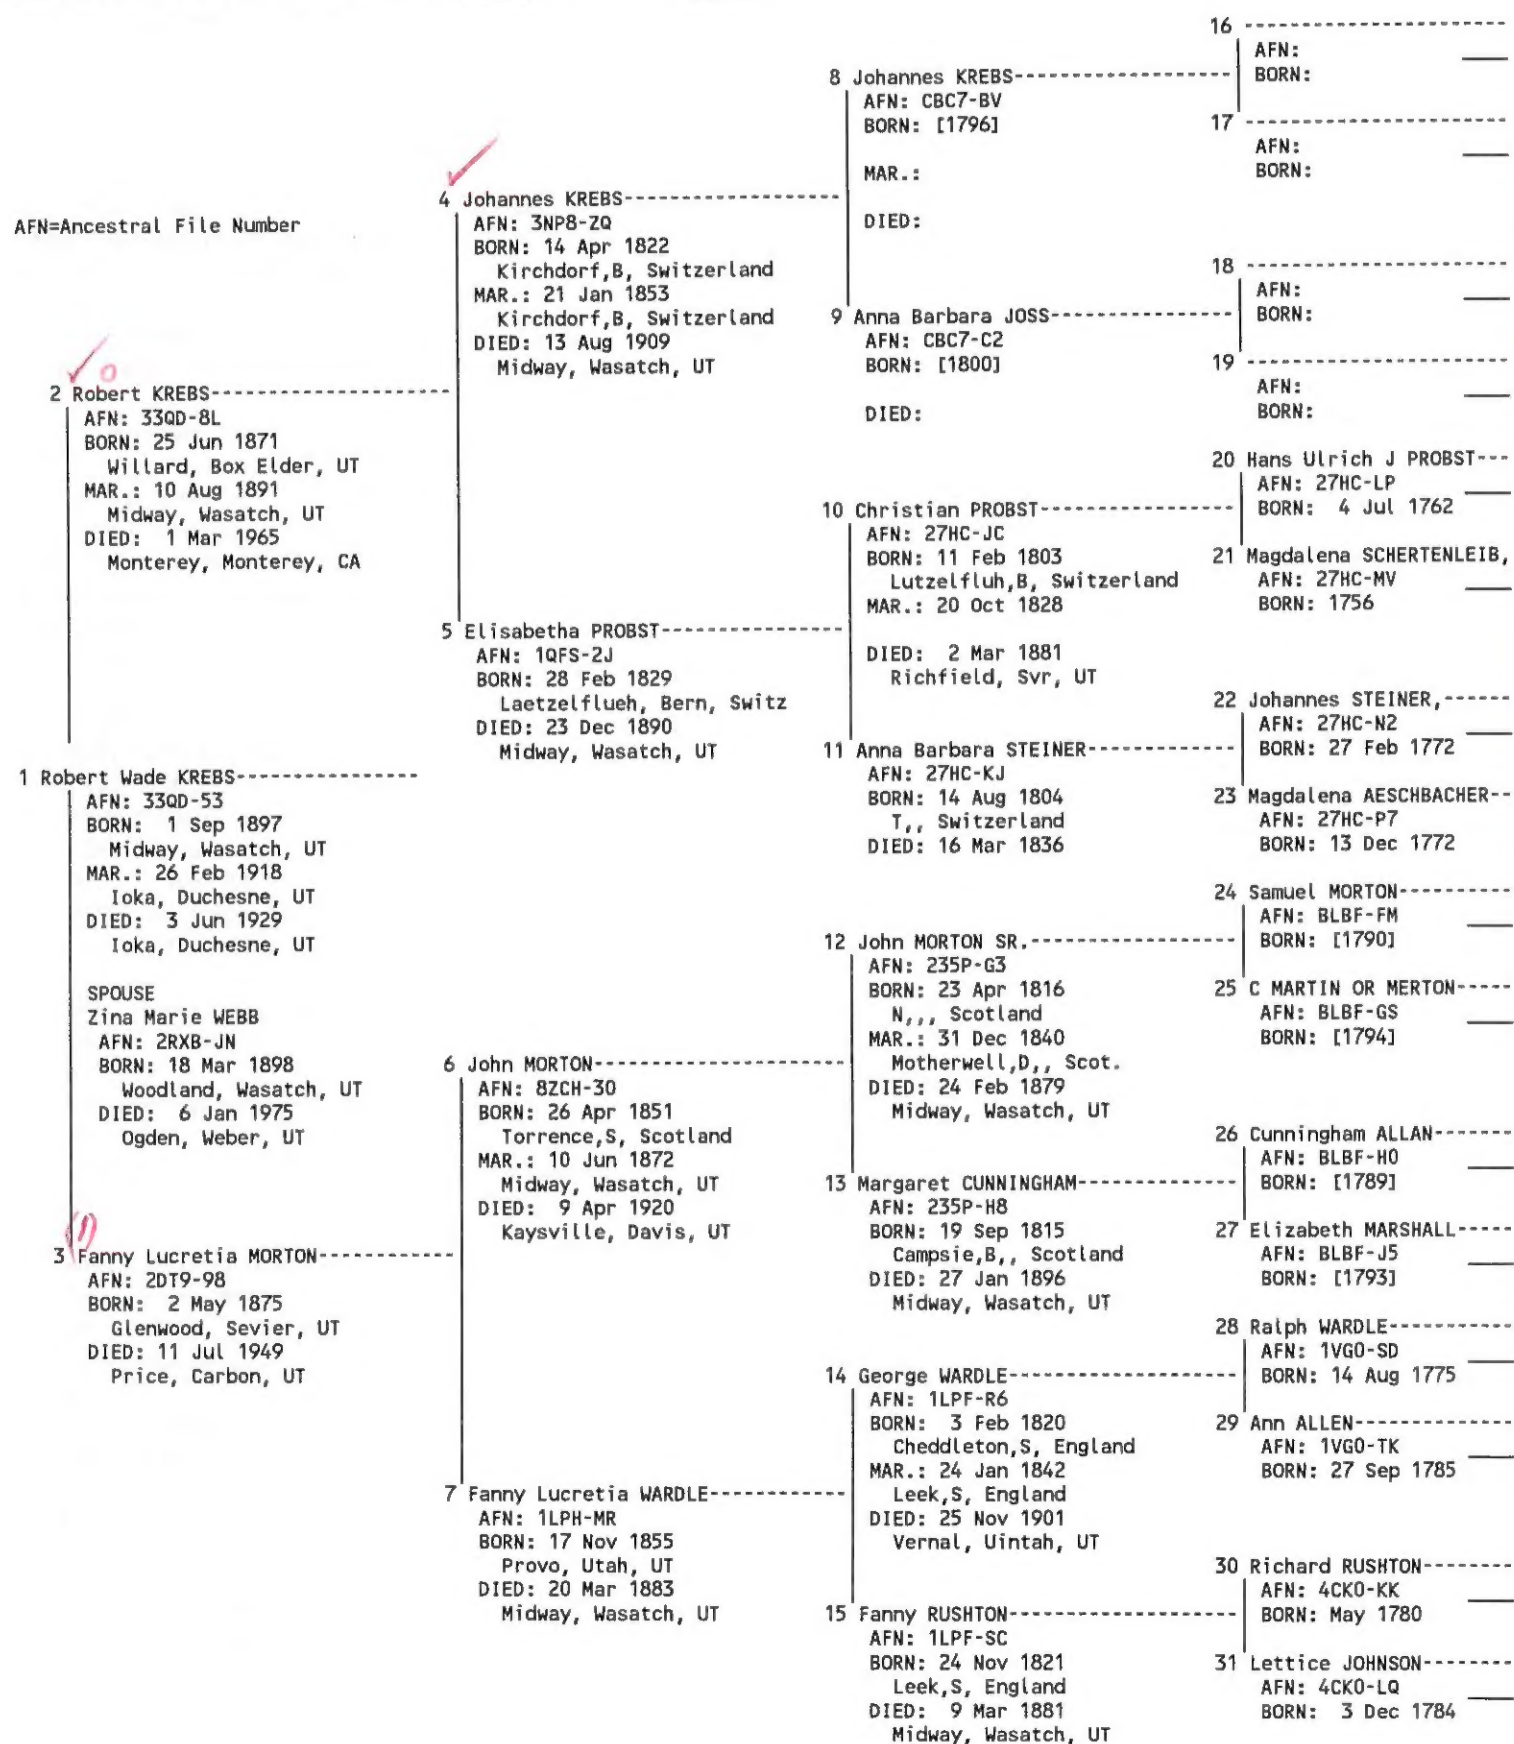 AFN=Ancestral File Number
1 Robert Wade KREBS
AFN: 33QD-53
BORN: 1 Sep 1897
Midway, Wasatch, UT
MAR.: 26 Feb 1918
Ioka, Duchesne, UT
DIED: 3 Jun 1929
Ioka, Duchesne, UT
SPOUSE
Zina Marie WEBB
AFN: 2RXB-JN
BORN: 18 Mar 1898
Woodland, Wasatch, UT
DIED: 6 Jan 1975
Ogden, Weber, UT
2 Robert KREBS
AFN: 33QD-8L
BORN: 25 Jun 1871
Willard, Box Elder, UT
MAR.: 10 Aug 1891
Midway, Wasatch, UT
DIED: 1 Mar 1965
Monterey, Monterey, CA
3 Fanny Lucretia MORTON
AFN: 2DT9-98
BORN: 2 May 1875
Glenwood, Sevier, UT
DIED: 11 Jul 1949
Price, Carbon, UT
4 Johannes KREBS
AFN: 3NP8-ZQ
BORN: 14 Apr 1822
Kirchdorf,B, Switzerland
MAR.: 21 Jan 1853
Kirchdorf,B, Switzerland
DIED: 13 Aug 1909
Midway, Wasatch, UT
5 Elisabetha PROBST
AFN: 1QFS-2J
BORN: 28 Feb 1829
Laetzelflueh, Bern, Switz
DIED: 23 Dec 1890
Midway, Wasatch, UT
6 John MORTON
AFN: 8ZCH-30
BORN: 26 Apr 1851
Torrence,S, Scotland
MAR.: 10 Jun 1872
Midway, Wasatch, UT
DIED: 9 Apr 1920
Kaysville, Davis, UT
7 Fanny Lucretia WARDLE
AFN: 1LPH-MR
BORN: 17 Nov 1855
Provo, Utah, UT
DIED: 20 Mar 1883
Midway, Wasatch, UT
8 Johannes KREBS
AFN: CBC7-BV
BORN: [1796]
MAR.:
DIED:
9 Anna Barbara JOSS
AFN: CBC7-C2
BORN: [1800]
DIED:
10 Christian PROBST
AFN: 27HC-JC
BORN: 11 Feb 1803
Lutzelfluh,B, Switzerland
MAR.: 20 Oct 1828
DIED: 2 Mar 1881
Richfield, Svr, UT
11 Anna Barbara STEINER
AFN: 27HC-KJ
BORN: 14 Aug 1804
T,, Switzerland
DIED: 16 Mar 1836
12 John MORTON SR.
AFN: 235P-G3
BORN: 23 Apr 1816
N,,, Scotland
MAR.: 31 Dec 1840
Motherwell,D,, Scot.
DIED: 24 Feb 1879
Midway, Wasatch, UT
13 Margaret CUNNINGHAM
AFN: 235P-H8
BORN: 19 Sep 1815
Campsie,B,, Scotland
DIED: 27 Jan 1896
Midway, Wasatch, UT
14 George WARDLE
AFN: 1LPF-R6
BORN: 3 Feb 1820
Cheddleton,S, England
MAR.: 24 Jan 1842
Leek,S, England
DIED: 25 Nov 1901
Vernal, Uintah, UT
15 Fanny RUSHTON
AFN: 1LPF-SC
BORN: 24 Nov 1821
Leek,S, England
DIED: 9 Mar 1881
Midway, Wasatch, UT
16
AFN:
BORN:
17
AFN:
BORN:
18
AFN:
BORN:
19
AFN:
BORN:
20 Hans Ulrich J PROBST
AFN: 27HC-LP
BORN: 4 Jul 1762
21 Magdalena SCHERTENLEIB,
AFN: 27HC-MV
BORN: 1756
22 Johannes STEINER,
AFN: 27HC-N2
BORN: 27 Feb 1772
23 Magdalena AESCHBACHER
AFN: 27HC-P7
BORN: 13 Dec 1772
24 Samuel MORTON
AFN: BLBF-FM
BORN: [1790]
25 C MARTIN OR MERTON
AFN: BLBF-GS
BORN: [1794]
26 Cunningham ALLAN
AFN: BLBF-H0
BORN: [1789]
27 Elizabeth MARSHALL
AFN: BLBF-J5
BORN: [1793]
28 Ralph WARDLE
AFN: 1VG0-SD
BORN: 14 Aug 1775
29 Ann ALLEN
AFN: 1VG0-TK
BORN: 27 Sep 1785
30 Richard RUSHTON
AFN: 4CK0-KK
BORN: May 1780
31 Lettice JOHNSON
AFN: 4CK0-LQ
BORN: 3 Dec 1784